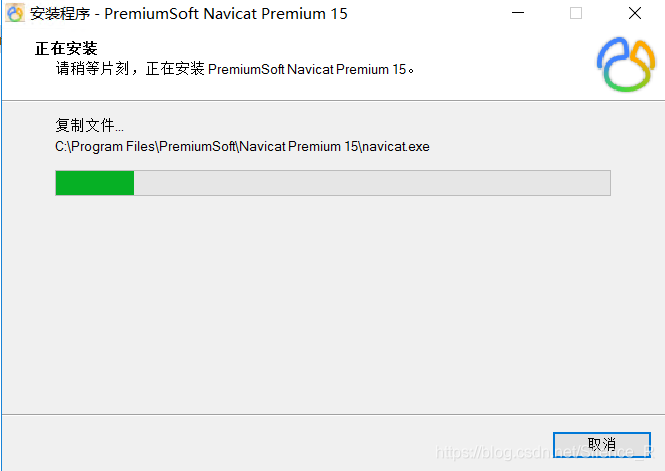 安装程序 - PremiumSoft Navicat Premium 15
正在安装
请稍等片刻，正在安装 PremiumSoft Navicat Premium 15。
复制文件...
C:\Program Files\PremiumSoft\Navicat Premium 15\navicat.exe
取消
https://blog.csdn.net/Silence_R